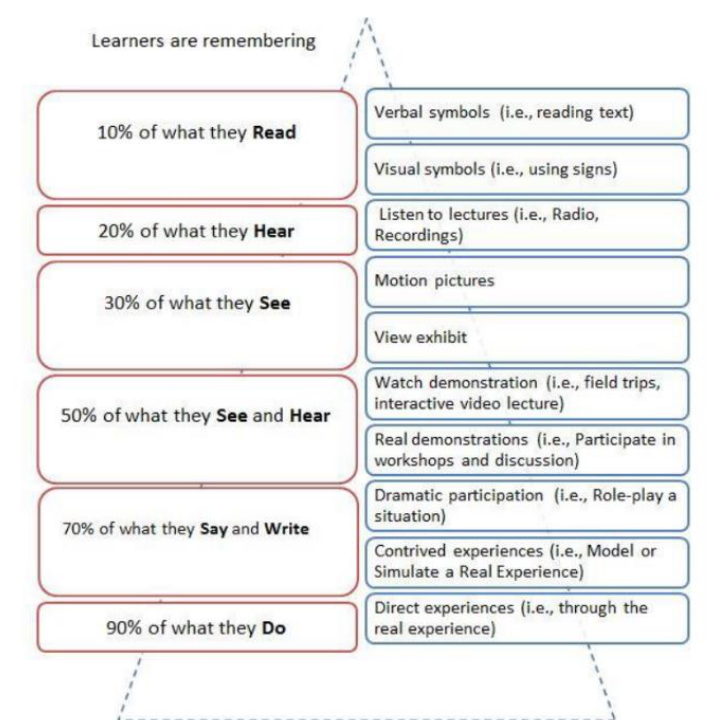 Learners are remembering
10% of what they Read
Verbal symbols (i.e., reading text)
Visual symbols (i.e., using signs)
20% of what they Hear
Listen to lectures (i.e., Radio,
Recordings)
30% of what they See
Motion pictures
View exhibit
50% of what they See and Hear
Watch demonstration (i.e., field trips,
interactive video lecture)
Real demonstrations (i.e., Participate in
workshops and discussion)
70% of what they Say and Write
Dramatic participation (i.e., Role-play a
situation)
Contrived experiences (i.e., Model or
Simulate a Real Experience)
90% of what they Do
Direct experiences (i.e., through the
real experience)